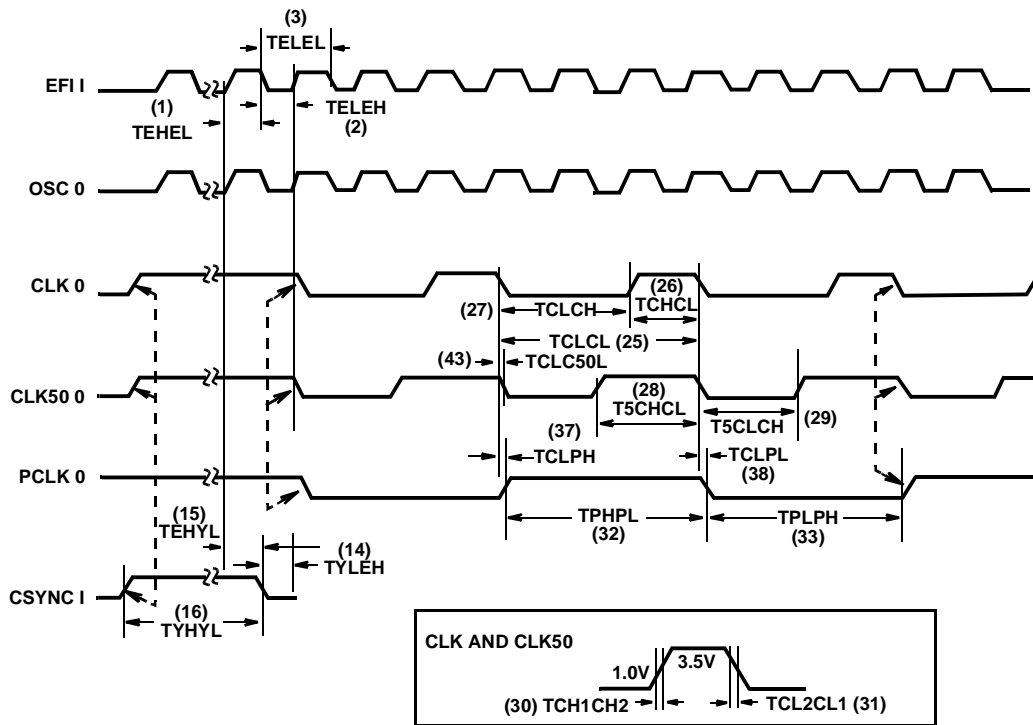 (3)
TELEL
EFI I
(1)
TEHEL
TELEH
(2)
OSC 0
CLK 0
(27)
TCLCH
(26)
TCHCL
TCLCL (25)
(43)
TCLC50L
CLK50 0
(28)
T5CHCL
T5CLCH
(29)
(37)
TCLPH
TCLPL
(38)
PCLK 0
TPHPL
(32)
TPLPH
(33)
(15)
TEHYL
(14)
TYLEH
CSYNC I
(16)
TYHYL
CLK AND CLK50
1.0V
3.5V
(30) TCH1CH2
TCL2CL1 (31)